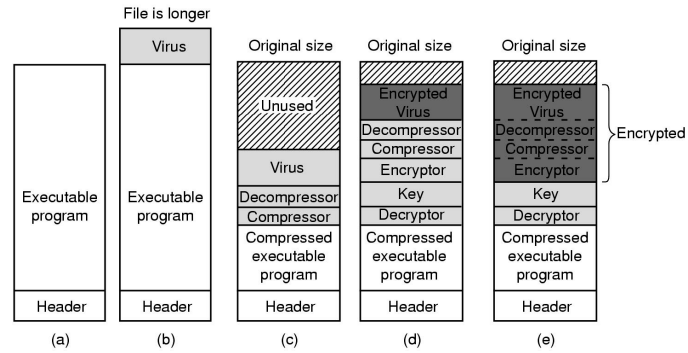 File is longer
Virus
Executable
program
Header
(a)
Executable
program
Header
(b)
Original size
Unused
Virus
Decompressor
Compressor
Compressed
executable
program
Header
(c)
Original size
Encrypted
Virus
Decompressor
Compressor
Encryptor
Key
Decryptor
Compressed
executable
program
Header
(d)
Original size
Encrypted
Virus
Decompressor
Compressor
Encryptor
Key
Decryptor
Compressed
executable
program
Header
(e)
Encrypted